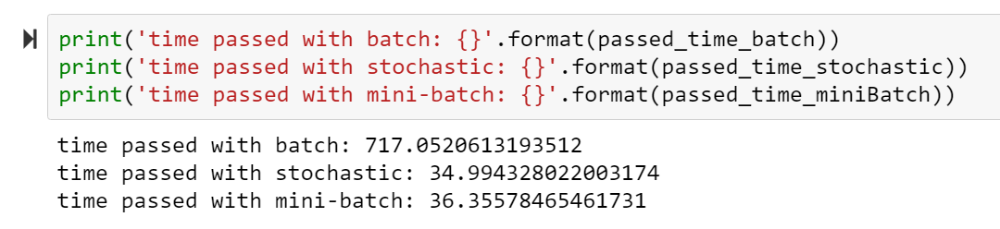 print('time passed with batch: {}'.format(passed_time_batch))
print('time passed with stochastic: {}'.format(passed_time_stochastic))
print('time passed with mini-batch: {}'.format(passed_time_miniBatch))
time passed with batch: 717.0520613193512
time passed with stochastic: 34.994328022003174
time passed with mini-batch: 36.35578465461731